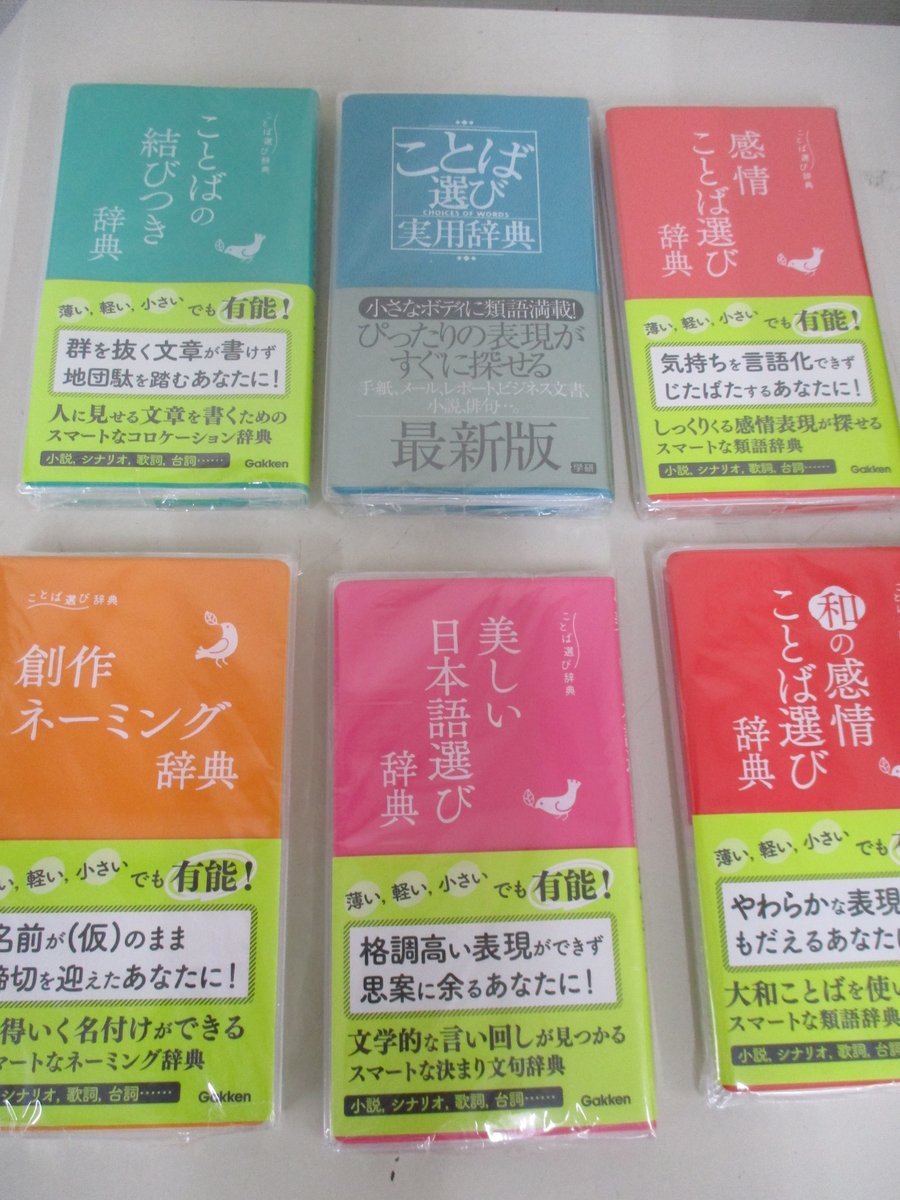 ことば選び辞典
ことばの
結びつき
辞典
薄い, 軽い, 小さい でも 有能!
群を抜く文章が書けず
地団駄を踏むあなたに!
人に見せる文章を書くための
スマートなコロケーション辞典
小説, シナリオ, 歌詞, 台詞……
Gakken
ことば
選び
CHOICES OF WORDS
実用辞典
小さなボディに類語満載!
ぴったりの表現が
すぐに探せる
手紙、メール、レポート、ビジネス文書、
小説、俳句…。
最新版
学研
ことば選び辞典
感情
ことば選び
辞典
薄い, 軽い, 小さい でも 有能!
気持ちを言語化できず
じたばたするあなたに!
しっくりくる感情表現が探せる
スマートな類語辞典
小説, シナリオ, 歌詞, 台詞……
Gakken
ことば選び辞典
創作
ネーミング
辞典
い, 軽い, 小さい でも 有能!
名前が(仮)のまま
締切を迎えたあなたに!
得いく名付けができる
マートなネーミング辞典
小説, シナリオ, 歌詞, 台詞……
Gakken
ことば選び辞典
美しい
日本語選び
辞典
薄い, 軽い, 小さい でも 有能!
格調高い表現ができず
思案に余るあなたに!
文学的な言い回しが見つかる
スマートな決まり文句辞典
小説, シナリオ, 歌詞, 台詞……
Gakken
和の感情
ことば選び
辞典
薄い, 軽い, 小さい でも
やわらかな表現
もだえるあなたに
大和ことばを使い
スマートな類語辞典
小説, シナリオ, 歌詞, 台詞